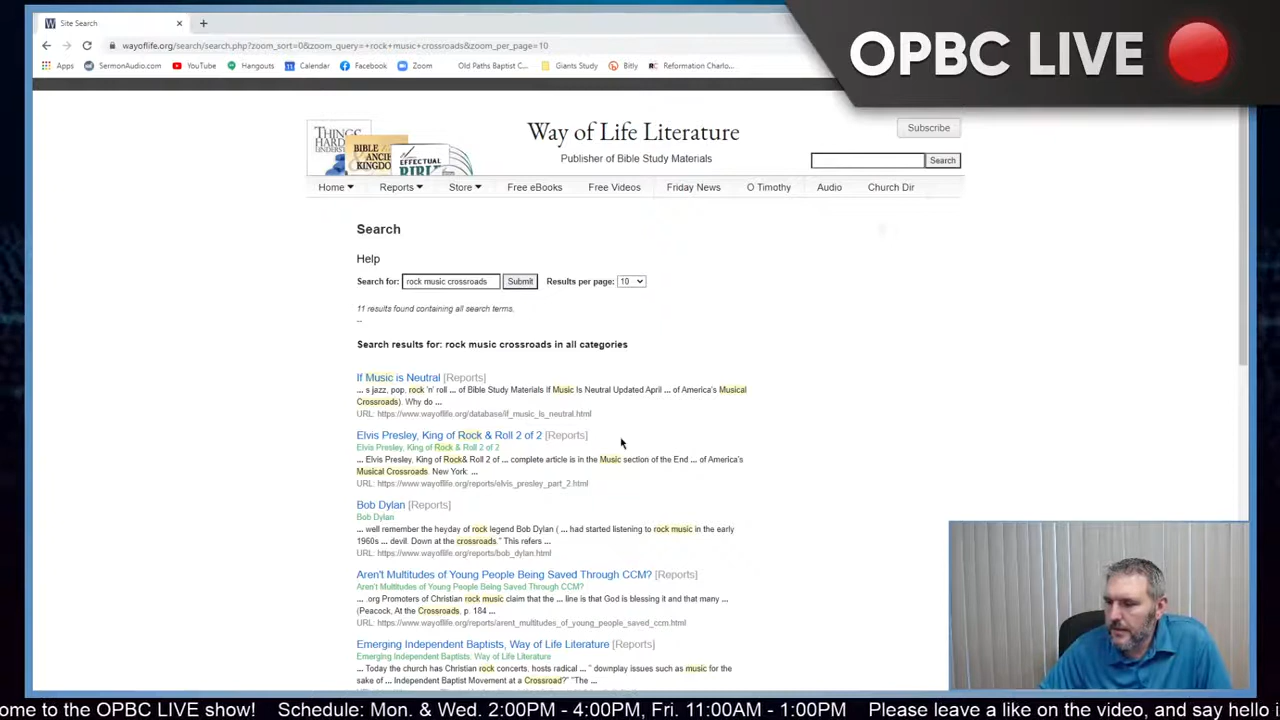 Site Search
wayoflife.org/search/search.php?zoom_sort=0&zoom_query=+rock+music+crossroads&zoom_per_page=10
Apps SermonAudio.com YouTube Hangouts Calendar Facebook Zoom Old Paths Baptist C... Giants Study Bitly Reformation Charlo...
OPBC LIVE
THINGS
BIBLE
KINGDO
EFFECTUAL
BIBLE
Way of Life Literature
Publisher of Bible Study Materials
Subscribe
Search
Home Reports Store Free eBooks Free Videos Friday News O Timothy Audio Church Dir
Search
Help
Search for: rock music crossroads Submit Results per page: 10
11 results found containing all search terms.
Search results for: rock music crossroads in all categories
If Music is Neutral [Reports]
... s jazz, pop, rock 'n' roll ... of Bible Study Materials If Music Is Neutral Updated April ... of America's Musical
Crossroads). Why do ...
URL: https://www.wayoflife.org/database/if_music_is_neutral.html
Elvis Presley, King of Rock & Roll 2 of 2 [Reports]
Elvis Presley, King of Rock & Roll 2 of 2
... Elvis Presley, King of Rock& Roll 2 of ... complete article is in the Music section of the End ... of America's
Musical Crossroads. New York: ...
URL: https://www.wayoflife.org/reports/elvis_presley_part_2.html
Bob Dylan [Reports]
Bob Dylan
... well remember the heyday of rock legend Bob Dylan ( ... had started listening to rock music in the early
1960s ... devil. Down at the crossroads." This refers ...
URL: https://www.wayoflife.org/reports/bob_dylan.html
Aren't Multitudes of Young People Being Saved Through CCM? [Reports]
Aren't Multitudes of Young People Being Saved Through CCM?
... .org Promoters of Christian rock music claim that the ... line is that God is blessing it and that many ...
(Peacock, At the Crossroads, p. 184 ...
URL: https://www.wayoflife.org/reports/arent_multitudes_of_young_people_saved_ccm.html
Emerging Independent Baptists, Way of Life Literature [Reports]
Emerging Independent Baptists, Way of Life Literature
... Today the church has Christian rock concerts, hosts radical ... " downplay issues such as music for the
sake of ... Independent Baptist Movement at a Crossroad?" "The ...
ome to the OPBC LIVE show! Schedule: Mon. & Wed. 2:00PM - 4:00PM, Fri. 11:00AM - 1:00PM Please leave a like on the video, and say hello i